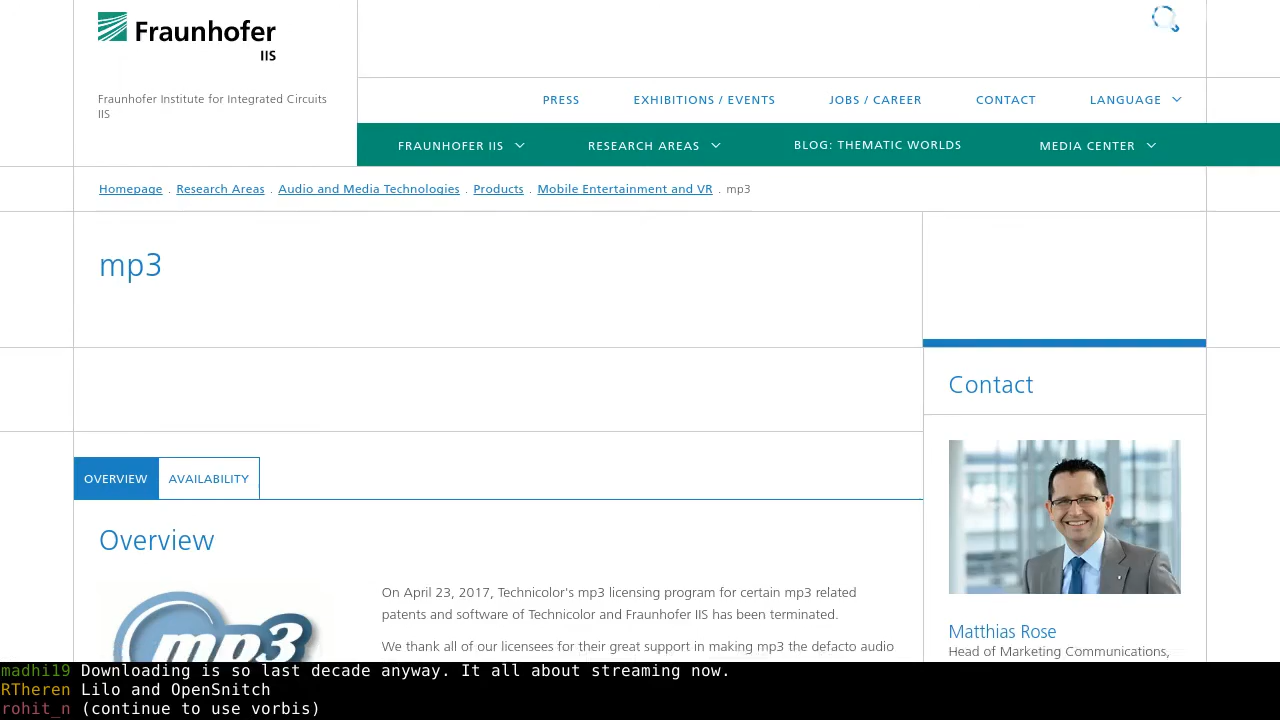 Fraunhofer
IIS
Fraunhofer Institute for Integrated Circuits
IIS
PRESS
EXHIBITIONS / EVENTS
JOBS / CAREER
CONTACT
LANGUAGE
FRAUNHOFER IIS
RESEARCH AREAS
BLOG: THEMATIC WORLDS
MEDIA CENTER
Homepage . Research Areas . Audio and Media Technologies . Products . Mobile Entertainment and VR . mp3
mp3
Contact
OVERVIEW
AVAILABILITY
Overview
mp3
On April 23, 2017, Technicolor's mp3 licensing program for certain mp3 related
patents and software of Technicolor and Fraunhofer IIS has been terminated.
We thank all of our licensees for their great support in making mp3 the defacto audio
Matthias Rose
Head of Marketing Communications,
madhi19 Downloading is so last decade anyway. It all about streaming now.
RTheren Lilo and OpenSnitch
rohit_n (continue to use vorbis)